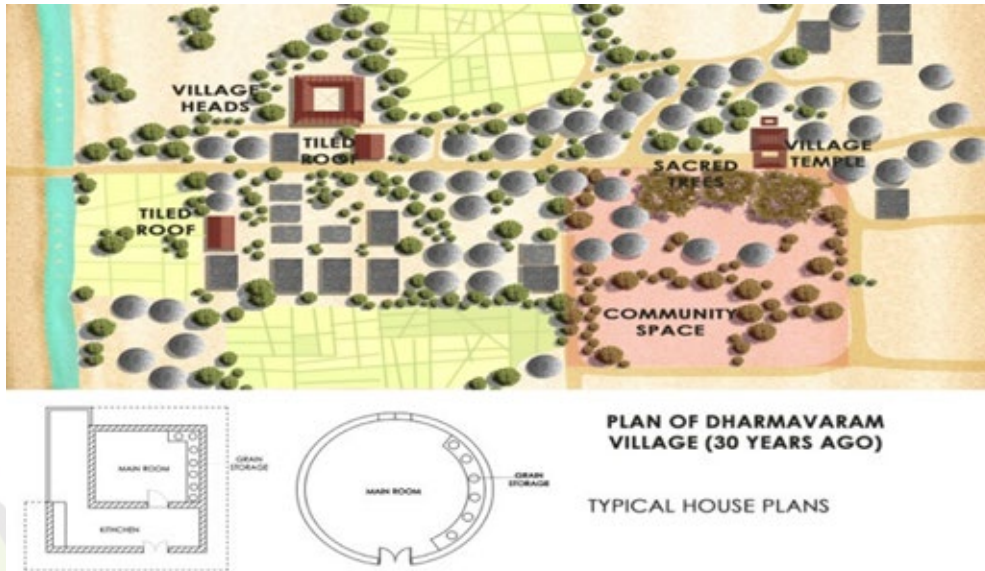 VILLAGE
HEADS
TILED
ROOF
VILLAGE
TEMPLE
SACRED
TREES
TILED
ROOF
COMMUNITY
SPACE
PLAN OF DHARMAVARAM
VILLAGE (30 YEARS AGO)
TYPICAL HOUSE PLANS
MAIN ROOM
GRAIN
STORAGE
KITHCHEN
MAIN ROOM
GRAIN
STORAGE